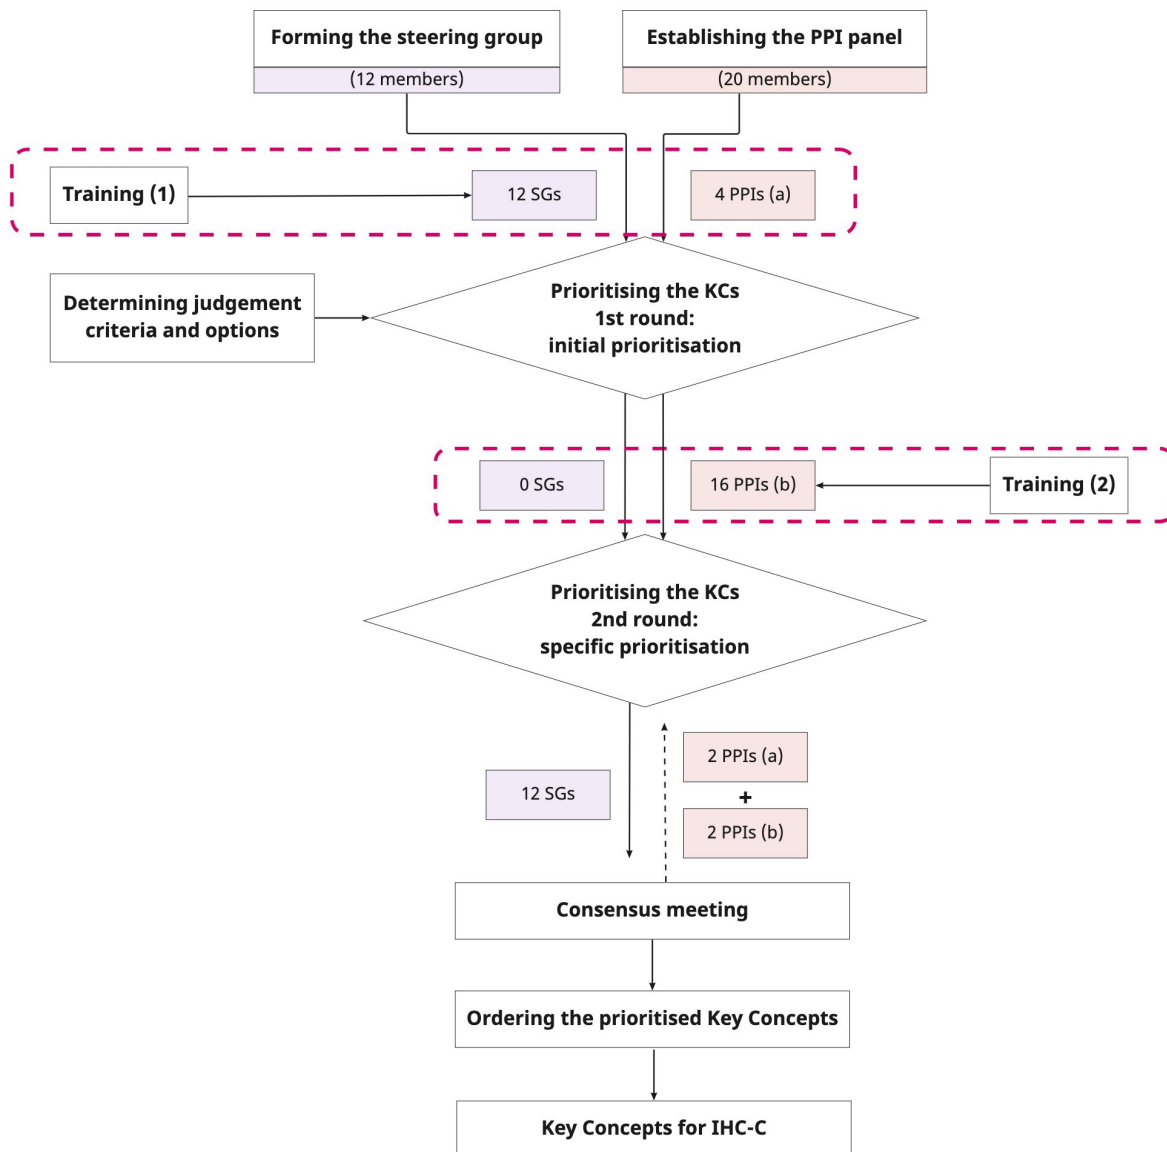 Forming the steering group
(12 members)
Establishing the PPI panel
(20 members)
Training (1)
12 SGs
4 PPIs (a)
Determining judgement
criteria and options
Prioritising the KCs
1st round:
initial prioritisation
0 SGs
16 PPIs (b)
Training (2)
Prioritising the KCs
2nd round:
specific prioritisation
12 SGs
2 PPIs (a)
+
2 PPIs (b)
Consensus meeting
Ordering the prioritised Key Concepts
Key Concepts for IHC-C